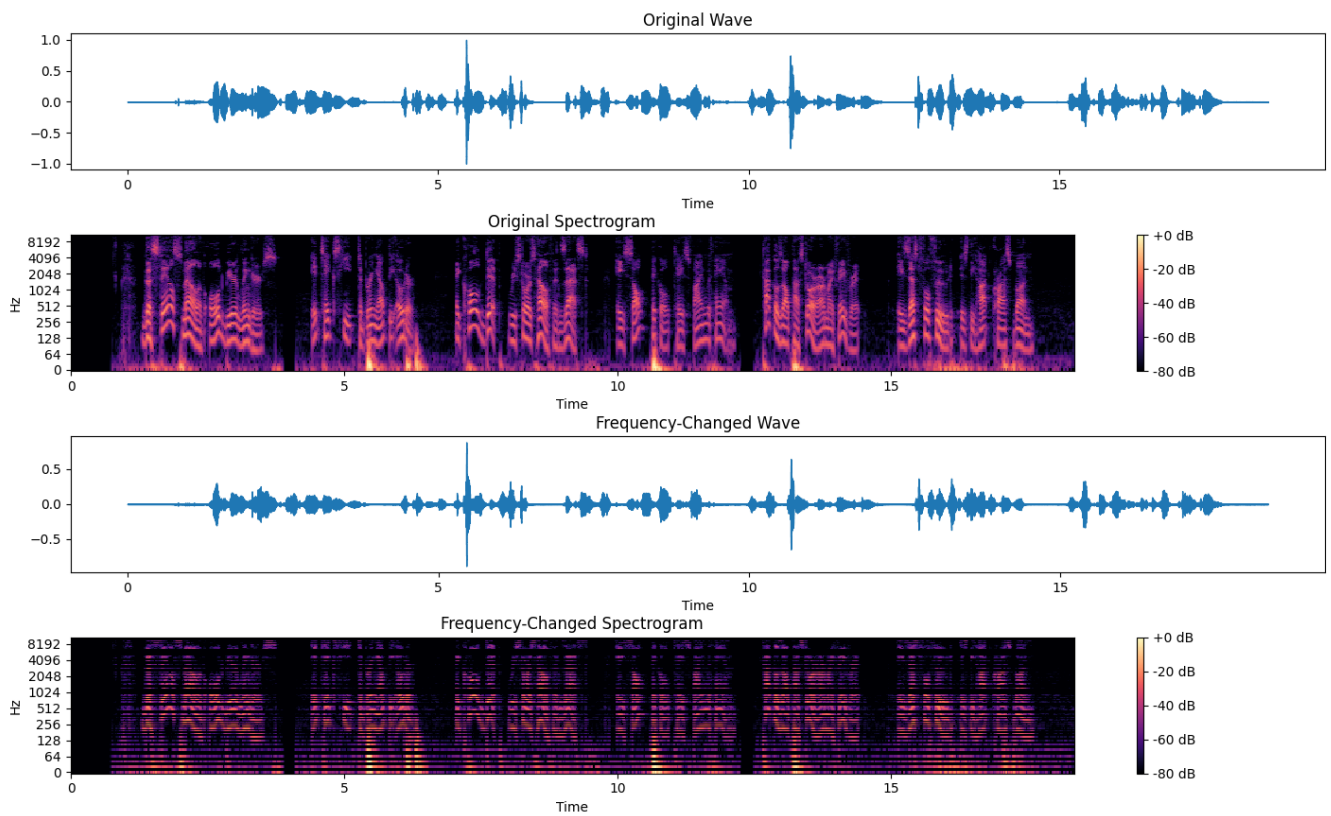 Original Wave
1.0
0.5
0.0
−0.5
−1.0
0 5 10 15
Time
Original Spectrogram
8192
4096
2048
1024
512
256
128
64
0
Hz
0 5 10 15
Time
+0 dB
-20 dB
-40 dB
-60 dB
-80 dB
Frequency-Changed Wave
0.5
0.0
−0.5
0 5 10 15
Time
Frequency-Changed Spectrogram
8192
4096
2048
1024
512
256
128
64
0
Hz
0 5 10 15
Time
+0 dB
-20 dB
-40 dB
-60 dB
-80 dB